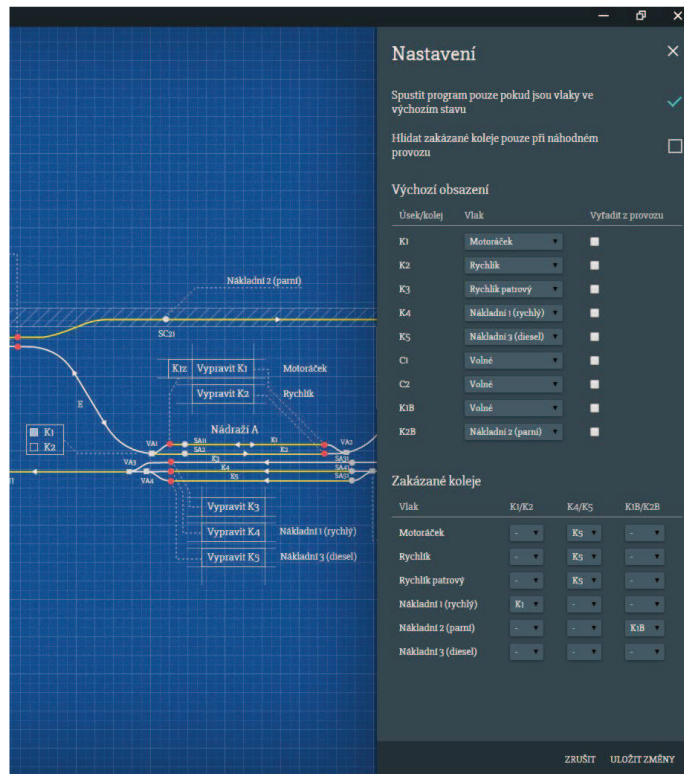 Nastavení
Spustit program pouze pokud jsou vlaky ve
výchozím stavu
Hlídat zakázané koleje pouze při náhodném
provozu
Výchozí obsazení
Úsek/kolej Vlak Vyřadit z provozu
K1 Motoráček
K2 Rychlík
K3 Rychlík patrový
K4 Nákladní 1 (rychlý)
K5 Nákladní 3 (diesel)
C1 Volné
C2 Volné
K1B Volné
K2B Nákladní 2 (parní)
Zakázané koleje
Vlak K1/K2 K4/K5 K1B/K2B
Motoráček - K5 -
Rychlík - K5 -
Rychlík patrový - K5 -
Nákladní 1 (rychlý) K1 - -
Nákladní 2 (parní) - - K1B
Nákladní 3 (diesel) - - -
ZRUŠIT ULOŽIT ZMĚNY
Nákladní 2 (parní)
SC21
K1Z Vypravit K1 Motoráček
Vypravit K2 Rychlík
E
K1
K2
Nádraží A
VA1 SA11 K1 VA2
SA2 K2
VA3 K3 SA31
K4 SA41
VA4 K5 SA51
Vypravit K3
Vypravit K4 Nákladní 1 (rychlý)
Vypravit K5 Nákladní 3 (diesel)